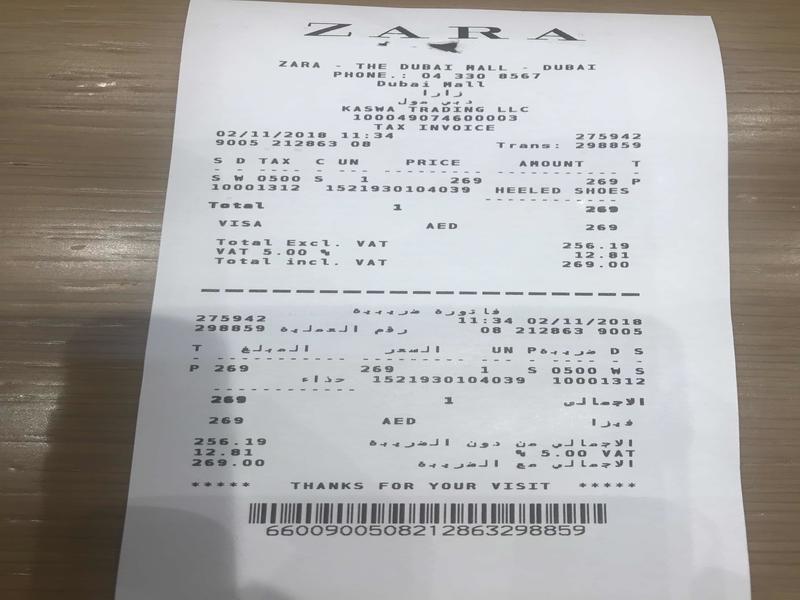 ZARA
ZARA - THE DUBAI MALL - DUBAI
PHONE.: 04 330 8567
Dubai Mall
زارا
دبي مول
KASWA TRADING LLC
100049074600003
TAX INVOICE
02/11/2018 11:34 275942
9005 212863 08 Trans: 298859
S D TAX C UN PRICE AMOUNT T
S W 0500 S 1 269 269 P
10001312 1521930104039 HEELED SHOES
Total 1 269
VISA AED 269
Total Excl. VAT 256.19
VAT 5.00 % 12.81
Total incl. VAT 269.00
فاتورة ضريبية
275942 11:34 02/11/2018
298859 رقم العملية 08 212863 9005
T المبلغ السعر UN P ضريبة D S
P 269 269 1 S 0500 W S
حذاء 1521930104039 10001312
269 1 الاجمالي
269 AED فيزا
256.19 الاجمالي من دون الضريبة
12.81 % 5.00 VAT
269.00 الاجمالي مع الضريبة
***** THANKS FOR YOUR VISIT *****
6600900508212863298859